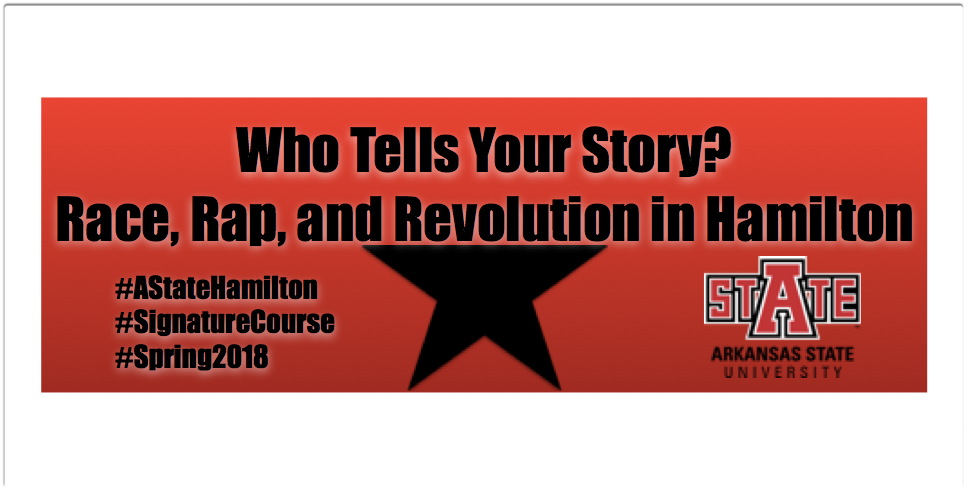 Who Tells Your Story?
Race, Rap, and Revolution in Hamilton
#AStateHamilton
#SignatureCourse
#Spring2018
STATE
ARKANSAS STATE
UNIVERSITY